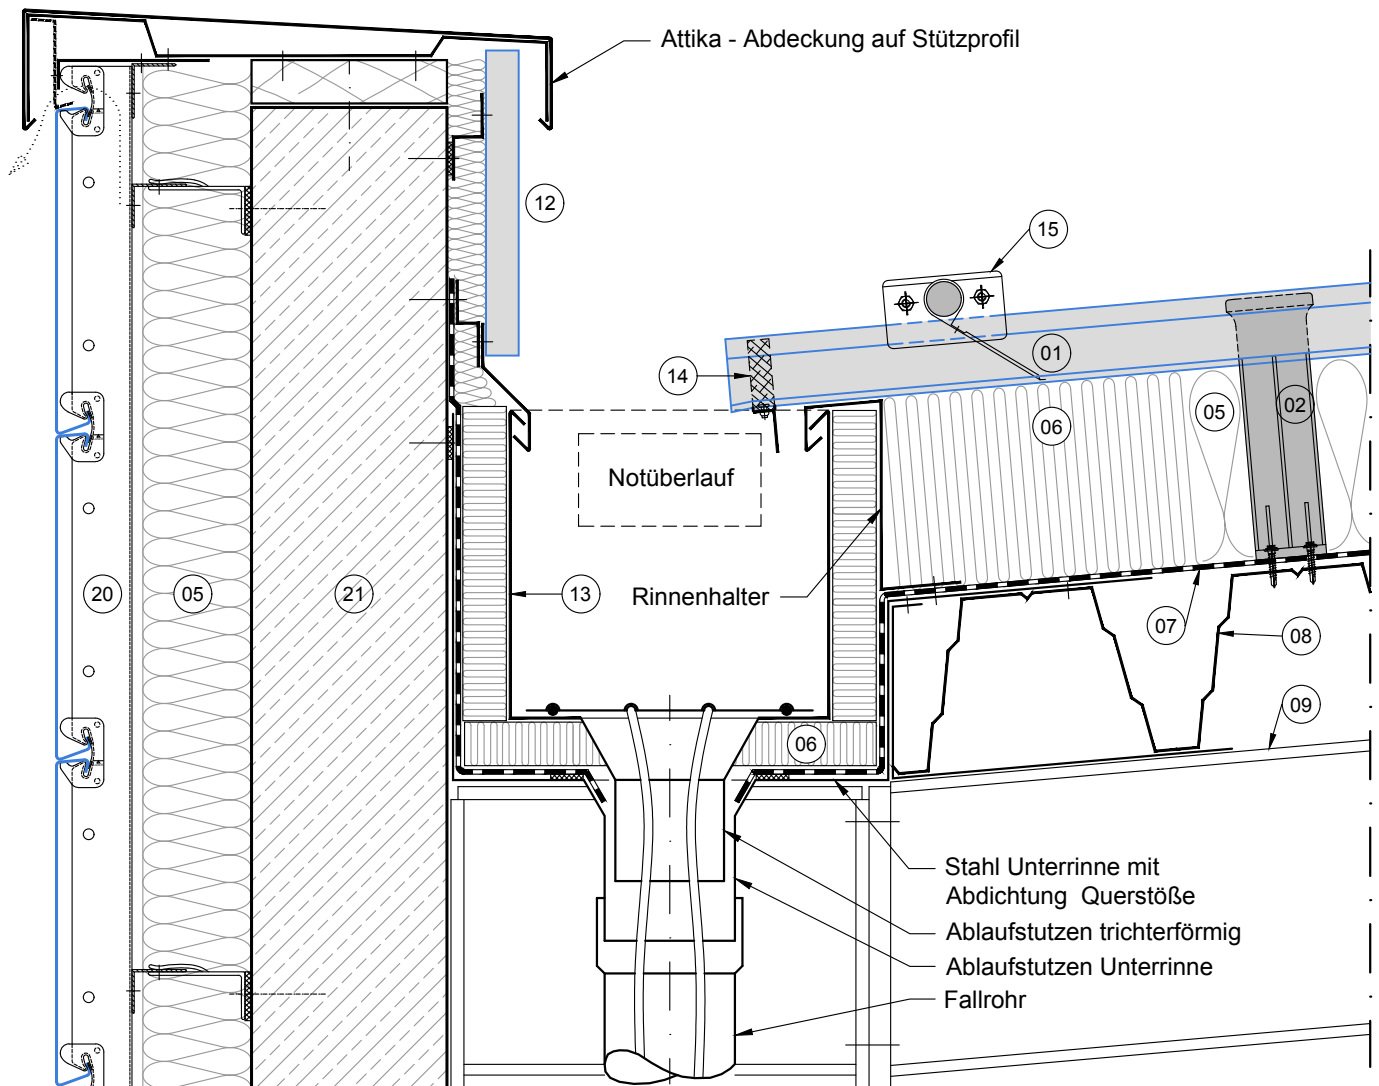 Attika - Abdeckung auf Stützprofil
12
15
01
14
05
02
06
Notüberlauf
20
05
21
13
Rinnenhalter
07
08
09
06
Stahl Unterrinne mit
Abdichtung Querstöße
Ablaufstutzen trichterförmig
Ablaufstutzen Unterrinne
Fallrohr